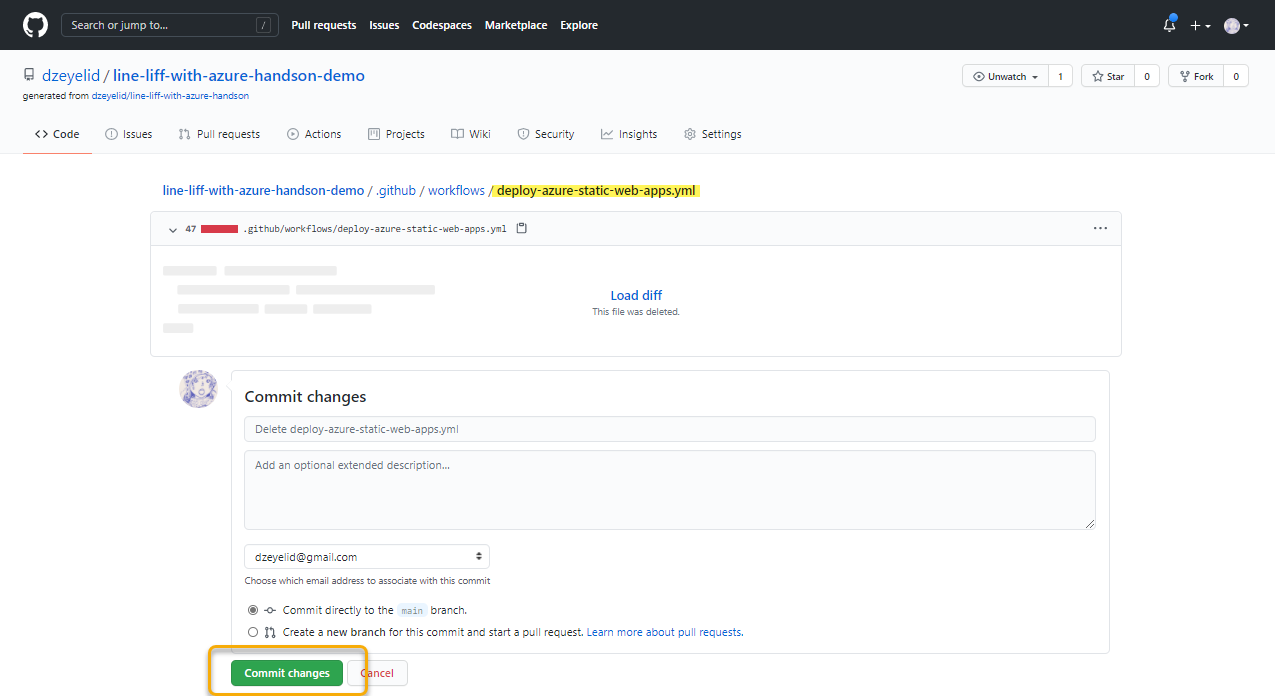 Search or jump to... /
Pull requests Issues Codespaces Marketplace Explore
dzeyelid / line-liff-with-azure-handson-demo
generated from dzeyelid/line-liff-with-azure-handson
Unwatch 1 Star 0 Fork 0
Code Issues Pull requests Actions Projects Wiki Security Insights Settings
line-liff-with-azure-handson-demo / .github / workflows / deploy-azure-static-web-apps.yml
47 .github/workflows/deploy-azure-static-web-apps.yml
Load diff
This file was deleted.
Commit changes
Delete deploy-azure-static-web-apps.yml
Add an optional extended description...
dzeyelid@gmail.com
Choose which email address to associate with this commit
Commit directly to the main branch.
Create a new branch for this commit and start a pull request. Learn more about pull requests.
Commit changes Cancel